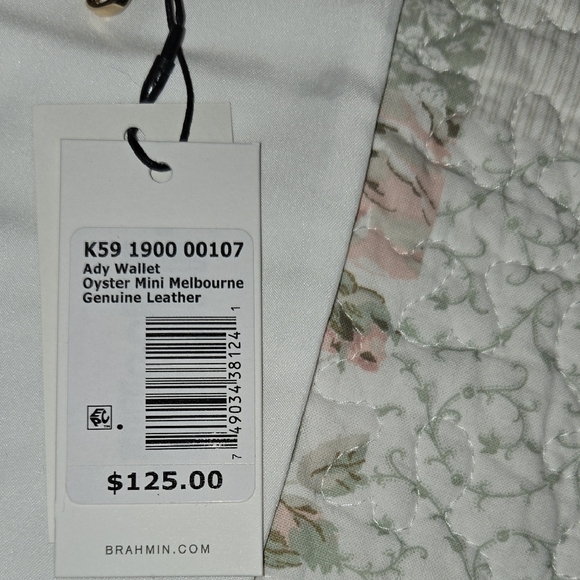 K59 1900 00107
Ady Wallet
Oyster Mini Melbourne
Genuine Leather
7 49034 38124 1
$125.00
BRAHMIN.COM